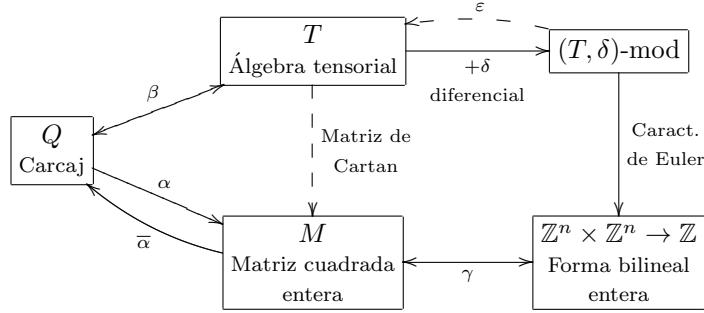 ε
T
Álgebra tensorial
(T, δ)-mod
+δ
diferencial
β
Q
Carcaj
Matriz de
Cartan
Caract.
de Euler
α
α̅
M
Matriz cuadrada
entera
γ
ℤⁿ × ℤⁿ → ℤ
Forma bilineal
entera